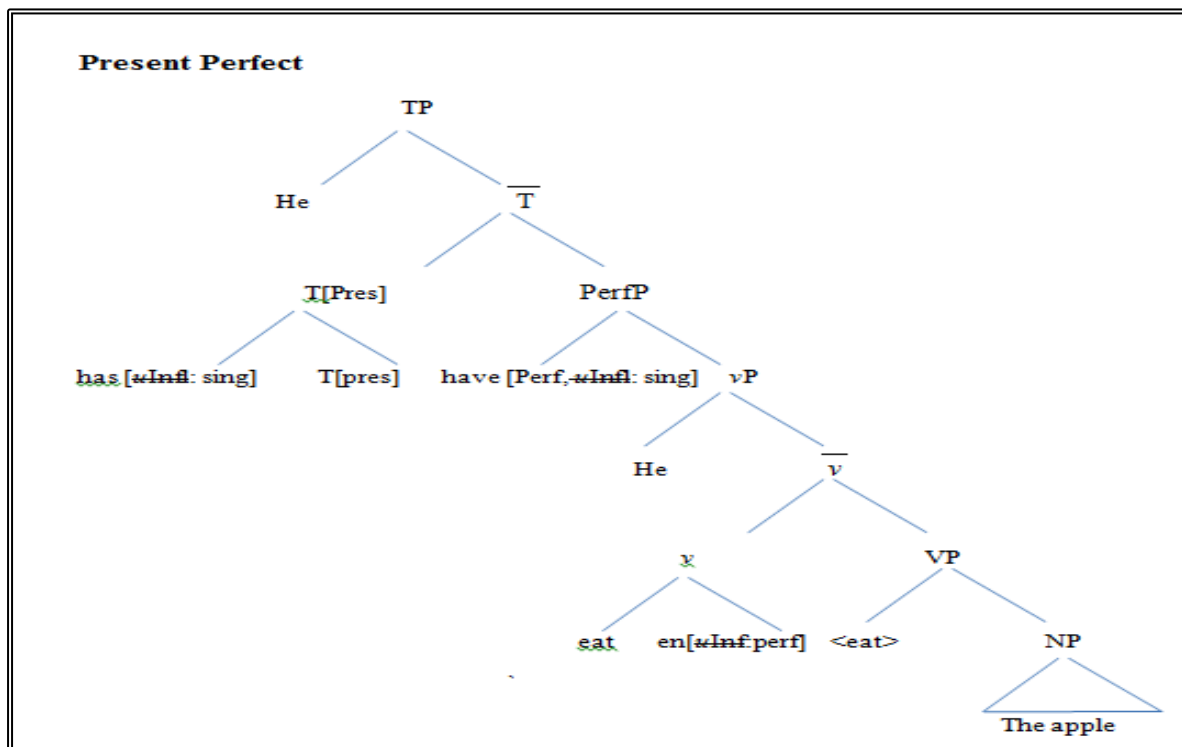 Present Perfect
TP
He T̅
T[Pres] PerfP
has [uInfl: sing] T[pres] have [Perf, uInfl: sing] vP
He v̅
v VP
eat en[uInf:perf] <eat> NP
The apple